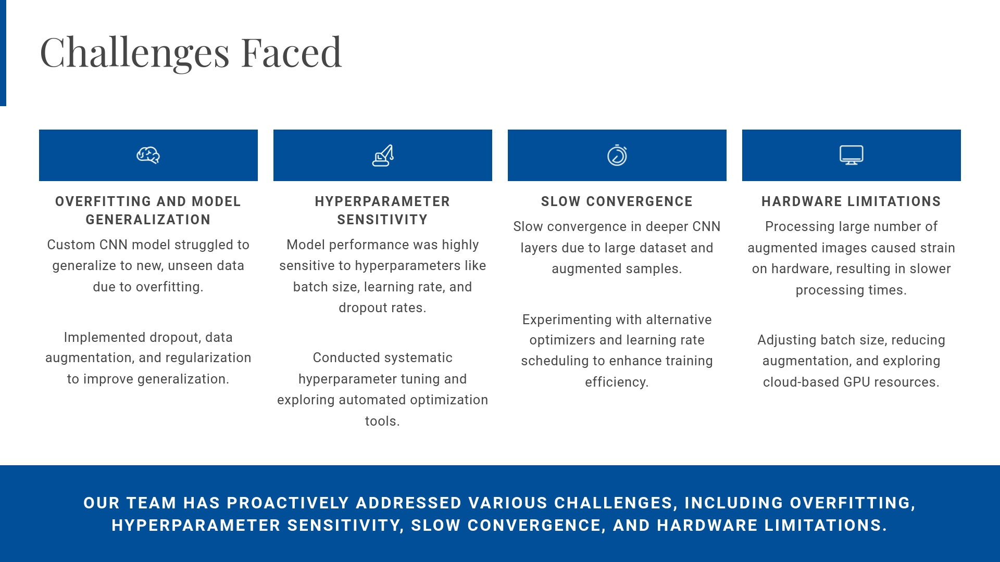 Challenges Faced
OVERFITTING AND MODEL
GENERALIZATION
Custom CNN model struggled to
generalize to new, unseen data
due to overfitting.
Implemented dropout, data
augmentation, and regularization
to improve generalization.
HYPERPARAMETER
SENSITIVITY
Model performance was highly
sensitive to hyperparameters like
batch size, learning rate, and
dropout rates.
Conducted systematic
hyperparameter tuning and
exploring automated optimization
tools.
SLOW CONVERGENCE
Slow convergence in deeper CNN
layers due to large dataset and
augmented samples.
Experimenting with alternative
optimizers and learning rate
scheduling to enhance training
efficiency.
HARDWARE LIMITATIONS
Processing large number of
augmented images caused strain
on hardware, resulting in slower
processing times.
Adjusting batch size, reducing
augmentation, and exploring
cloud-based GPU resources.
OUR TEAM HAS PROACTIVELY ADDRESSED VARIOUS CHALLENGES, INCLUDING OVERFITTING,
HYPERPARAMETER SENSITIVITY, SLOW CONVERGENCE, AND HARDWARE LIMITATIONS.